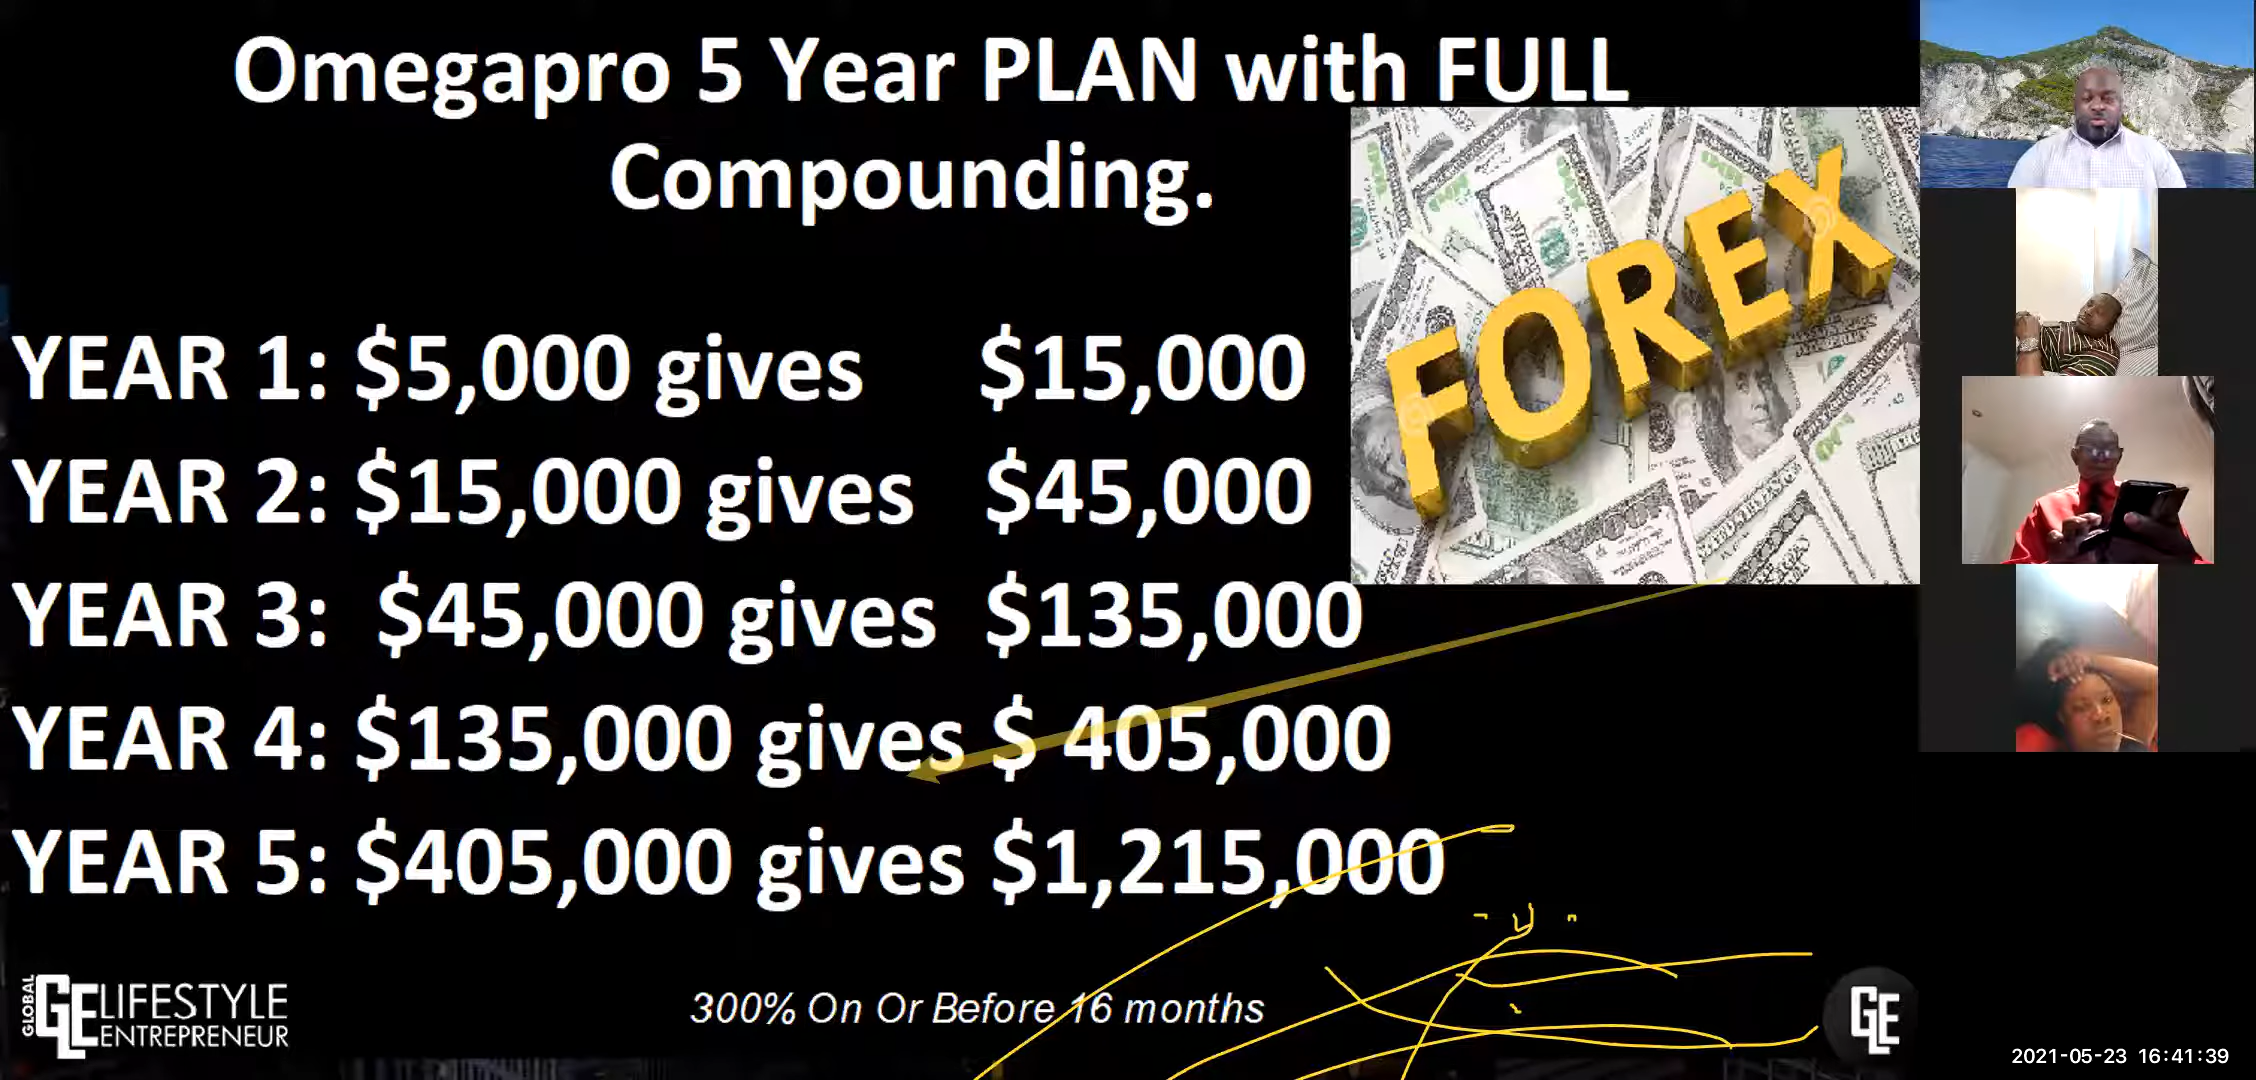 Omegapro 5 Year PLAN with FULL
Compounding.
FOREX
YEAR 1: $5,000 gives $15,000
YEAR 2: $15,000 gives $45,000
YEAR 3: $45,000 gives $135,000
YEAR 4: $135,000 gives $ 405,000
YEAR 5: $405,000 gives $1,215,000
300% On Or Before 16 months
GLOBAL
GLE LIFESTYLE
ENTREPRENEUR
GLE
2021-05-23 16:41:39